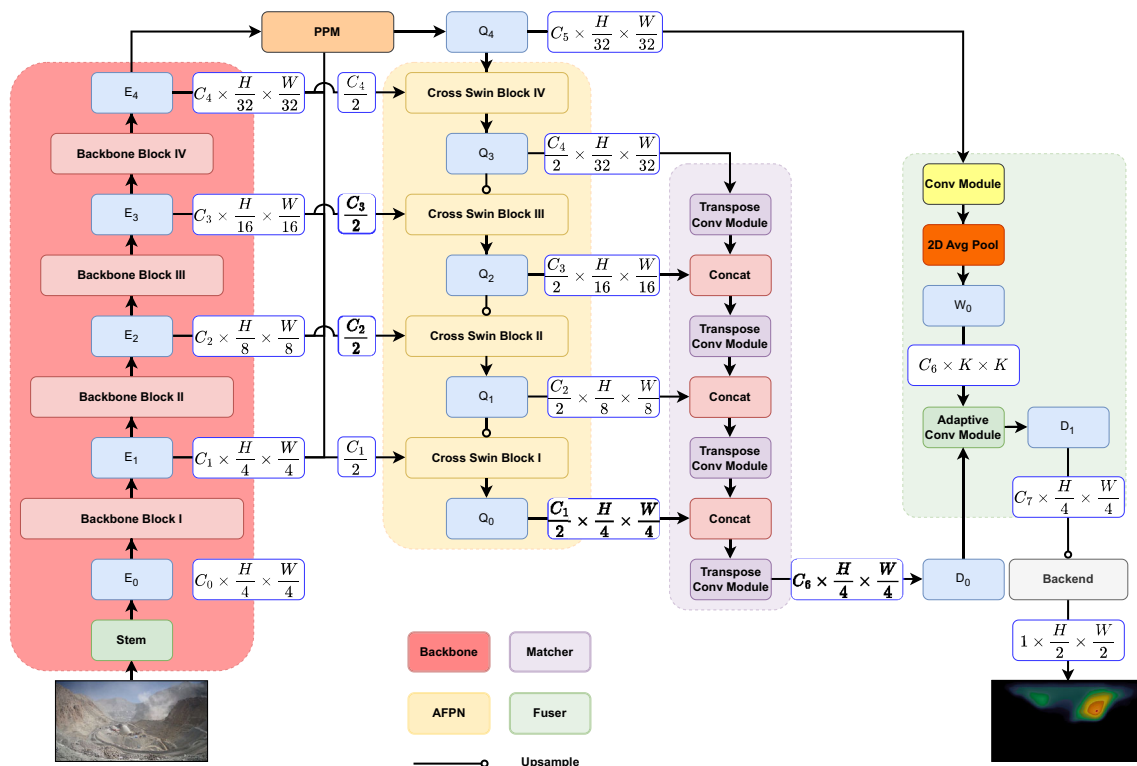 PPM
Q₄
C₅ × H/32 × W/32
E₄
C₄ × H/32 × W/32
C₄/2
Cross Swin Block IV
Backbone Block IV
Q₃
C₄/2 × H/32 × W/32
E₃
C₃ × H/16 × W/16
C₃/2
Cross Swin Block III
Transpose
Conv Module
Conv Module
2D Avg Pool
Backbone Block III
Q₂
C₃/2 × H/16 × W/16
Concat
W₀
E₂
C₂ × H/8 × W/8
C₂/2
Cross Swin Block II
Transpose
Conv Module
C₆ × K × K
Backbone Block II
Q₁
C₂/2 × H/8 × W/8
Concat
Adaptive
Conv Module
D₁
E₁
C₁ × H/4 × W/4
C₁/2
Cross Swin Block I
Transpose
Conv Module
C₇ × H/4 × W/4
Backbone Block I
Q₀
C₁/2 × H/4 × W/4
Concat
E₀
C₀ × H/4 × W/4
Transpose
Conv Module
C₆ × H/4 × W/4
D₀
Backend
Stem
1 × H/2 × W/2
Backbone
Matcher
AFPN
Fuser
Upsample